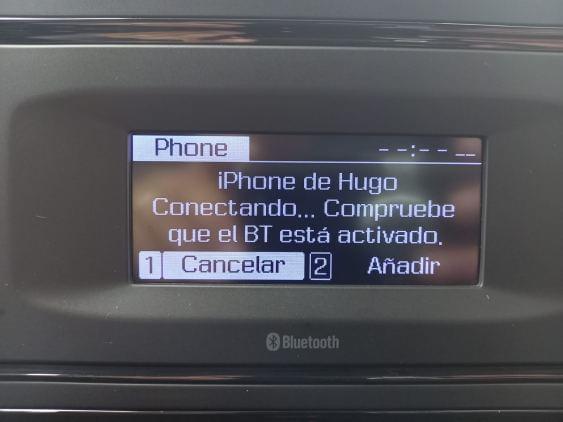 Phone --:-- --
iPhone de Hugo
Conectando... Compruebe
que el BT está activado.
1 Cancelar 2 Añadir
Bluetooth